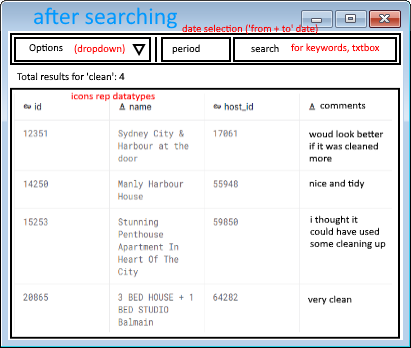 after searching
date selection ('from + to' date)
Options (dropdown) period search for keywords, txtbox
Total results for 'clean': 4
icons rep datatypes
id name host_id comments
12351 Sydney City & Harbour at the door 17061 woud look better if it was cleaned more
14250 Manly Harbour House 55948 nice and tidy
15253 Stunning Penthouse Apartment In Heart Of The City 59850 i thought it could have used some cleaning up
20865 3 BED HOUSE + 1 BED STUDIO Balmain 64282 very clean